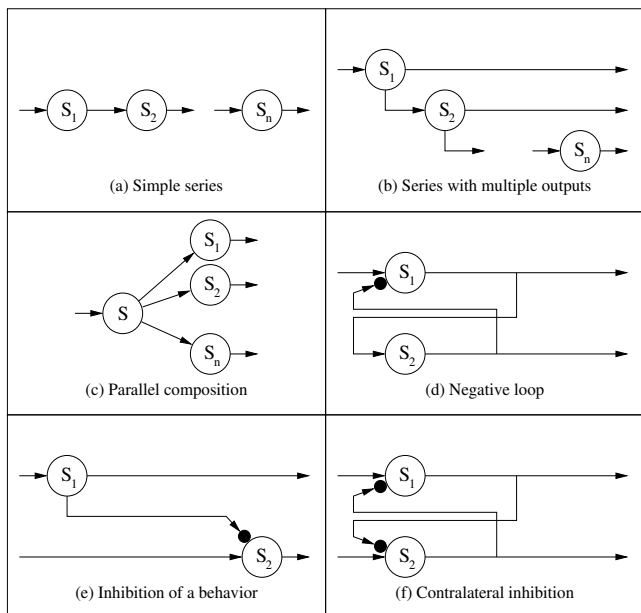 S1 S2 Sn
(a) Simple series
S1
S2
Sn
(b) Series with multiple outputs
S1
S2
S
Sn
(c) Parallel composition
S1
S2
(d) Negative loop
S1
S2
(e) Inhibition of a behavior
S1
S2
(f) Contralateral inhibition